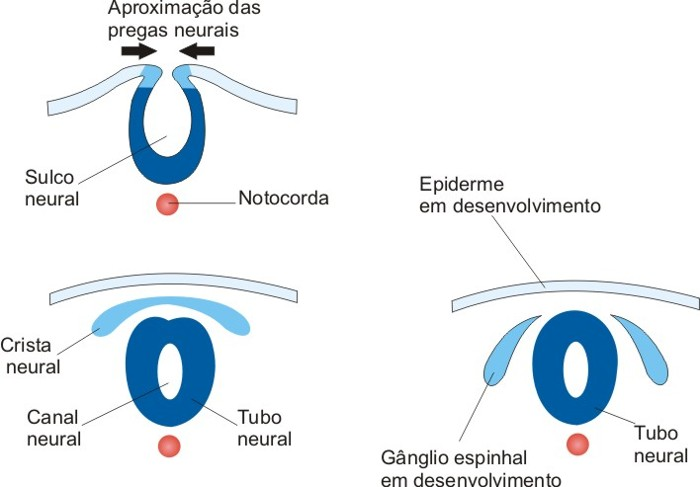 Aproximação das
pregas neurais
Sulco
neural
Notocorda
Epiderme
em desenvolvimento
Crista
neural
Canal
neural
Tubo
neural
Gânglio espinhal
em desenvolvimento
Tubo
neural